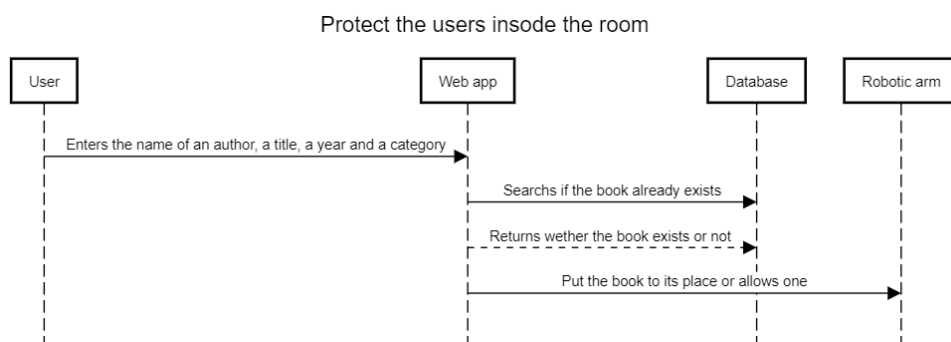 Protect the users insode the room
User
Web app
Database
Robotic arm
Enters the name of an author, a title, a year and a category
Searchs if the book already exists
Returns wether the book exists or not
Put the book to its place or allows one